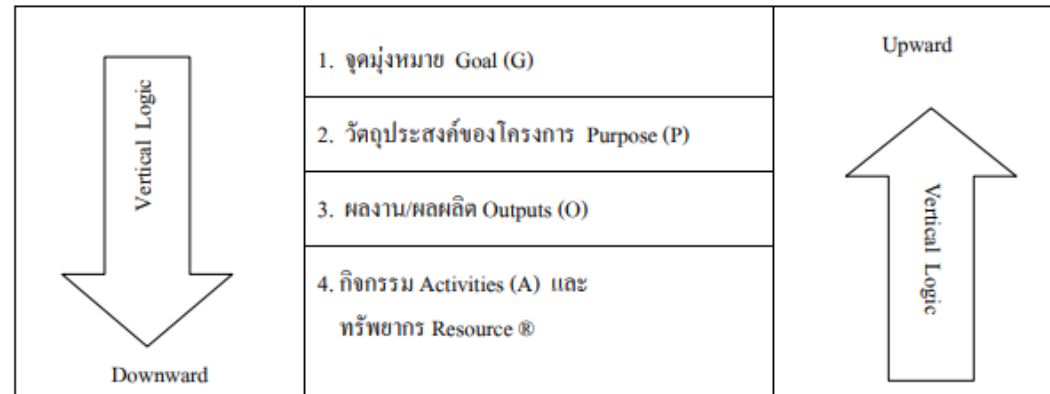 Vertical Logic
Downward
1. จุดมุ่งหมาย Goal (G)
2. วัตถุประสงค์ของโครงการ Purpose (P)
3. ผลงาน/ผลผลิต Outputs (O)
4. กิจกรรม Activities (A) และ
ทรัพยากร Resource ®
Upward
Vertical Logic